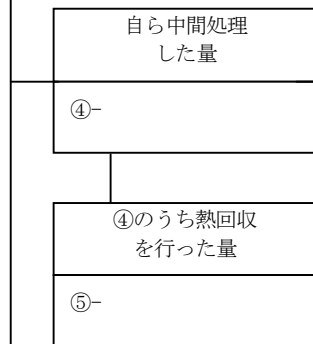 自ら中間処理
した量
④-
④のうち熱回収
を行った量
⑤-